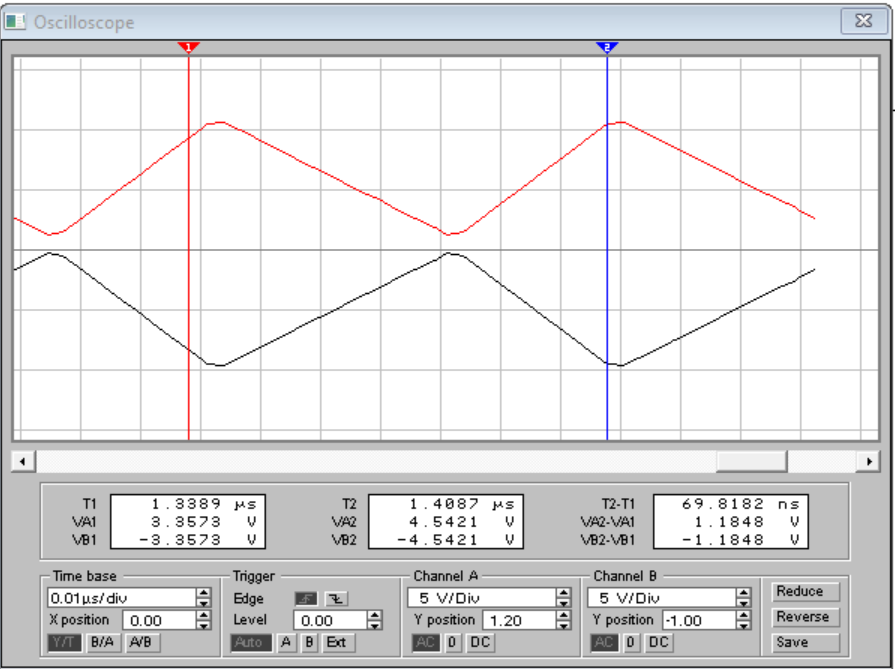 Oscilloscope
1 2
T1 1.3389 µs T2 1.4087 µs T2-T1 69.8182 ns
VA1 3.3573 V VA2 4.5421 V VA2-VA1 1.1848 V
VB1 -3.3573 V VB2 -4.5421 V VB2-VB1 -1.1848 V
Time base Trigger Channel A Channel B
0.01µs/div Edge 5 V/Div 5 V/Div Reduce
X position 0.00 Level 0.00 Y position 1.20 Y position -1.00 Reverse
Y/T B/A A/B Auto A B Ext AC 0 DC AC 0 DC Save